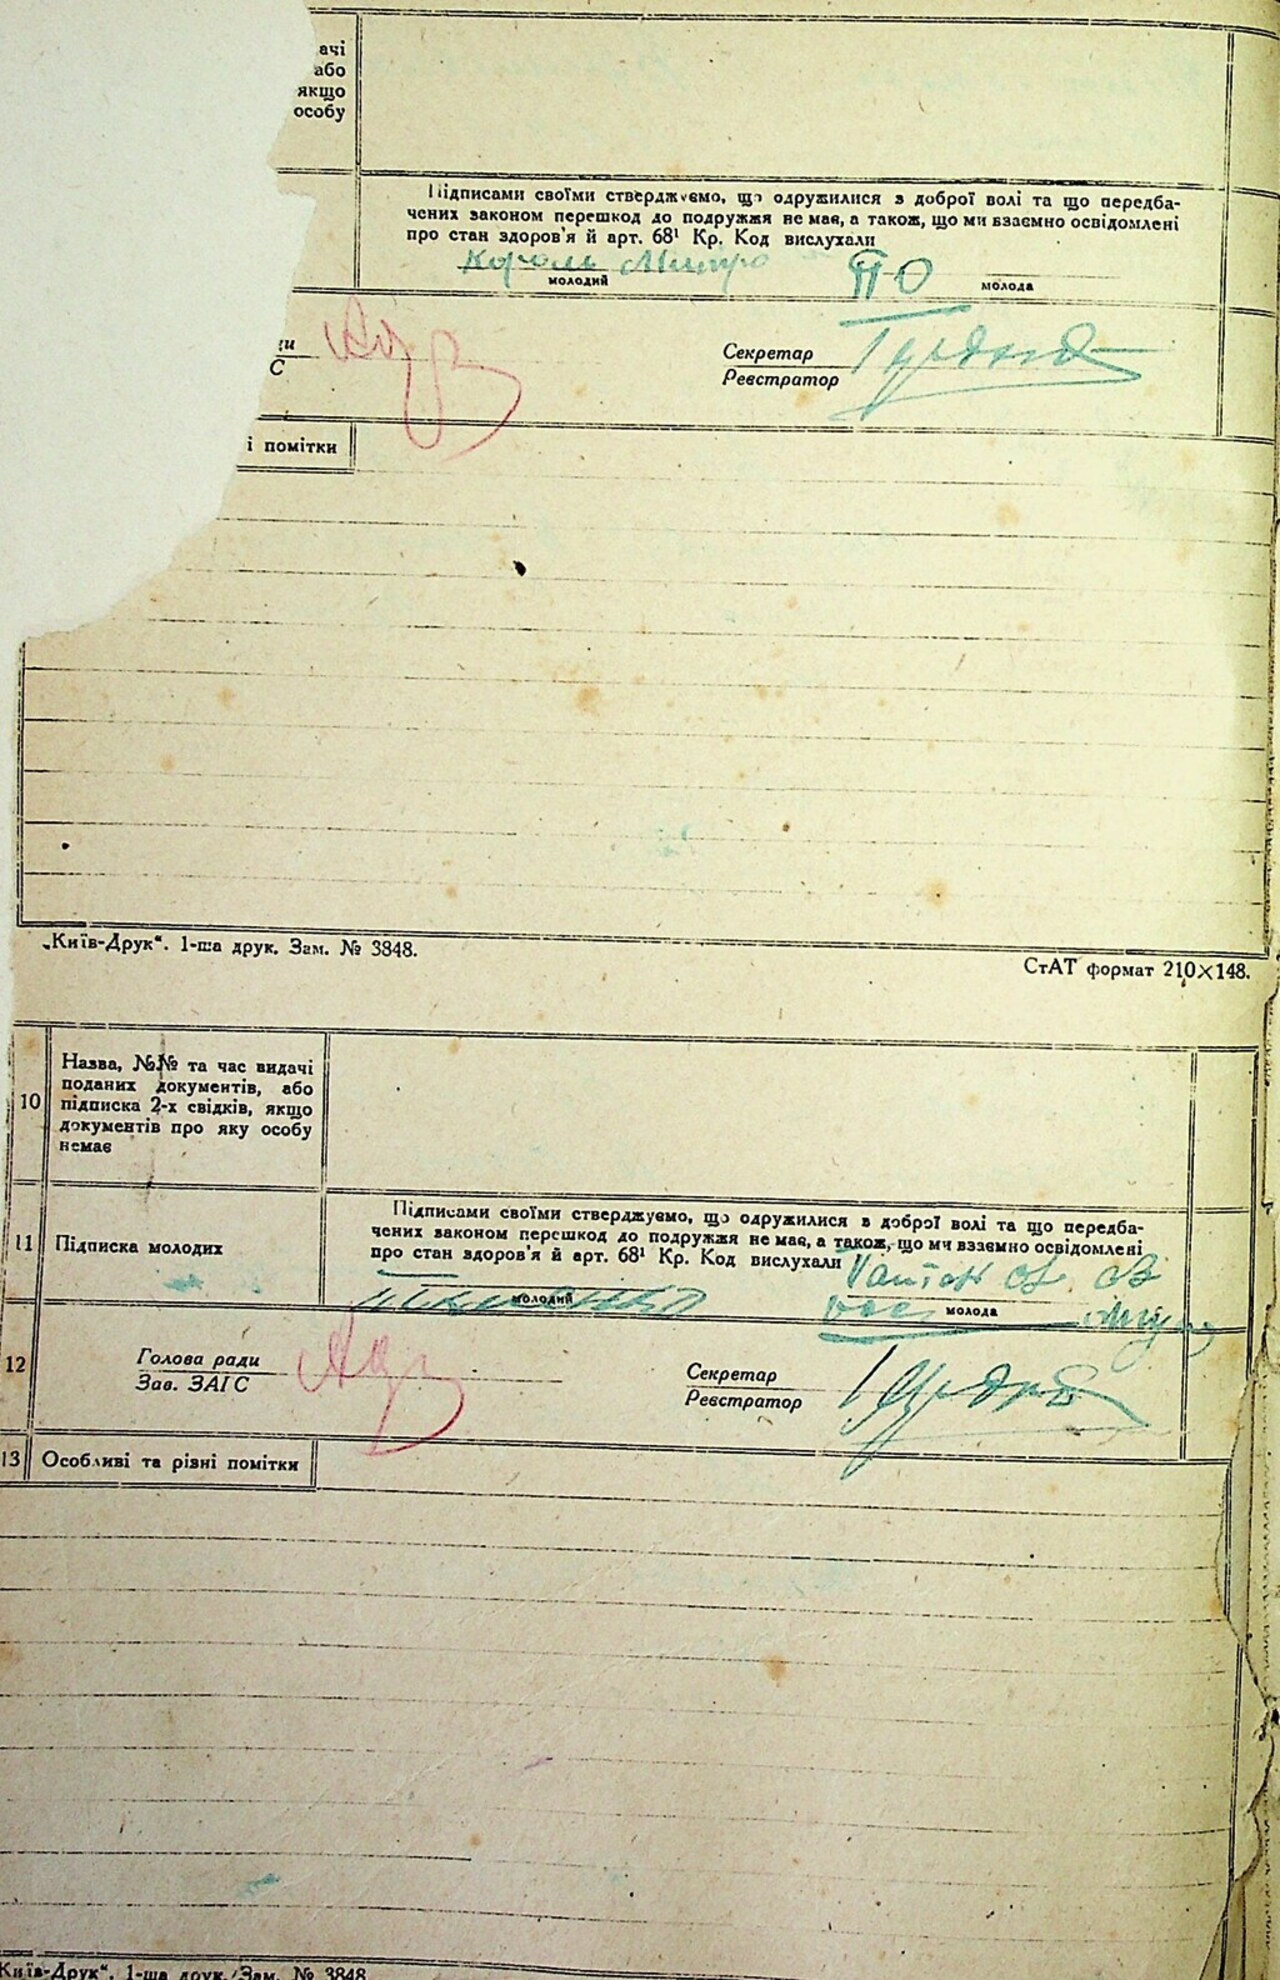 ачі
або
якщо
особу
Підписами своїми стверджуємо, що одружилися з доброї волі та що передба-
чених законом перешкод до подружжя не має, а також, що ми взаємно освідомлені
про стан здоров'я й арт. 68¹ Кр. Код вислухали
Король Митро ПО
молодий молода
ди
С
Секретар
Реєстратор
і помітки
„Київ-Друк“. 1-ша друк. Зам. № 3848.
СтАТ формат 210×148.
10 Назва, №№ та час видачі
поданих документів, або
підписка 2-х свідків, якщо
документів про яку особу
немає
11 Підписка молодих
Підписами своїми стверджуємо, що одружилися в доброї волі та що передба-
чених законом перешкод до подружжя не має, а також, що ми взаємно освідомлені
про стан здоров'я й арт. 68¹ Кр. Код вислухали
молодий молода
12 Голова ради
Зав. ЗАГС
Секретар
Реєстратор
13 Особливі та різні помітки
Київ-Друк“. 1-ша друк. Зам. № 3848